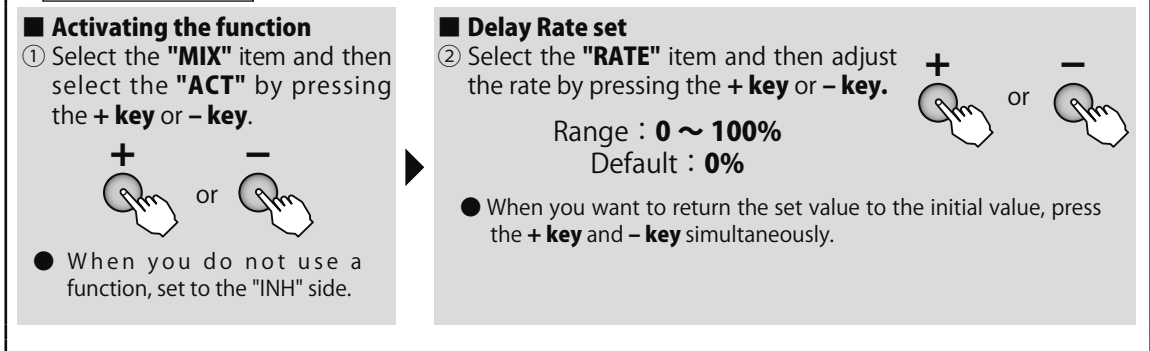 ■ Activating the function
① Select the "MIX" item and then
select the "ACT" by pressing
the + key or – key.
+ –
or
● When you do not use a
function, set to the "INH" side.
■ Delay Rate set
② Select the "RATE" item and then adjust
the rate by pressing the + key or – key.
+ –
or
Range：0 ～ 100%
Default：0%
● When you want to return the set value to the initial value, press
the + key and – key simultaneously.